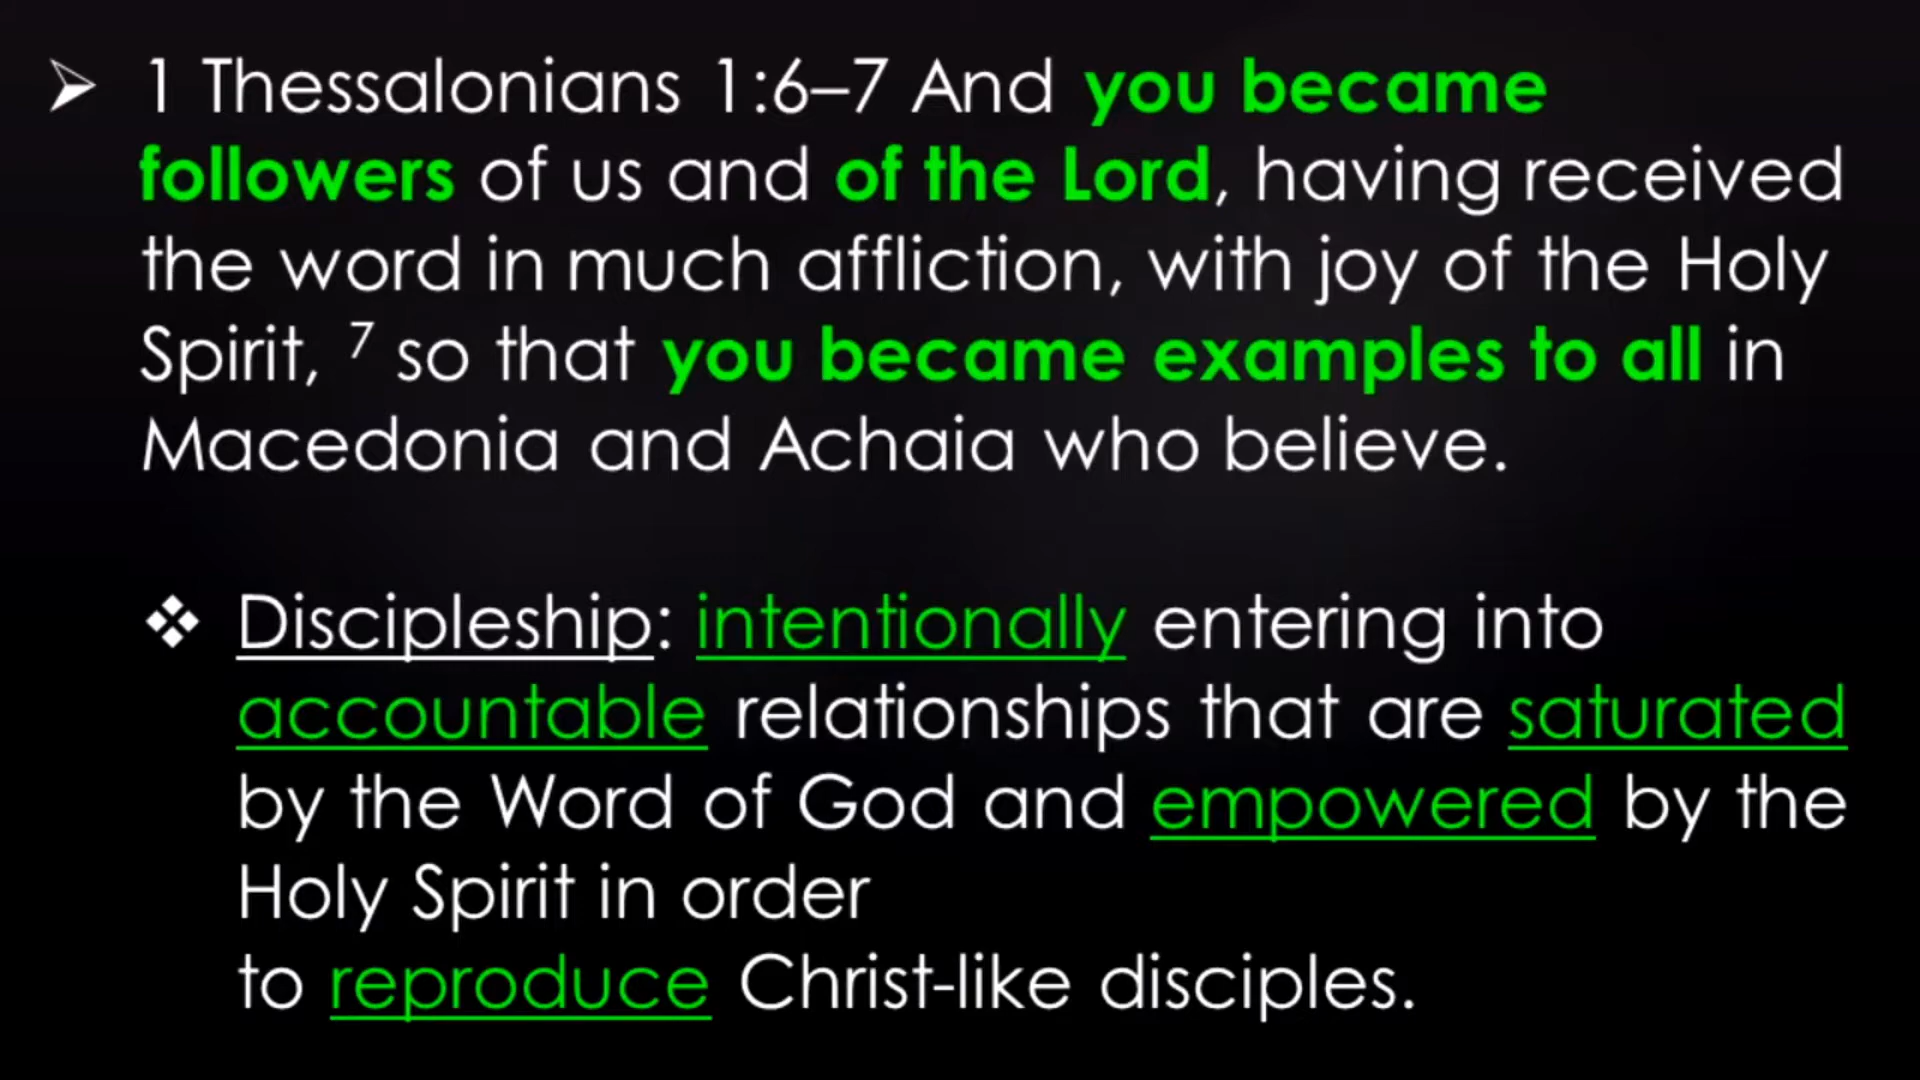 1 Thessalonians 1:6–7 And you became
followers of us and of the Lord, having received
the word in much affliction, with joy of the Holy
Spirit, ⁷ so that you became examples to all in
Macedonia and Achaia who believe.
Discipleship: intentionally entering into
accountable relationships that are saturated
by the Word of God and empowered by the
Holy Spirit in order
to reproduce Christ-like disciples.